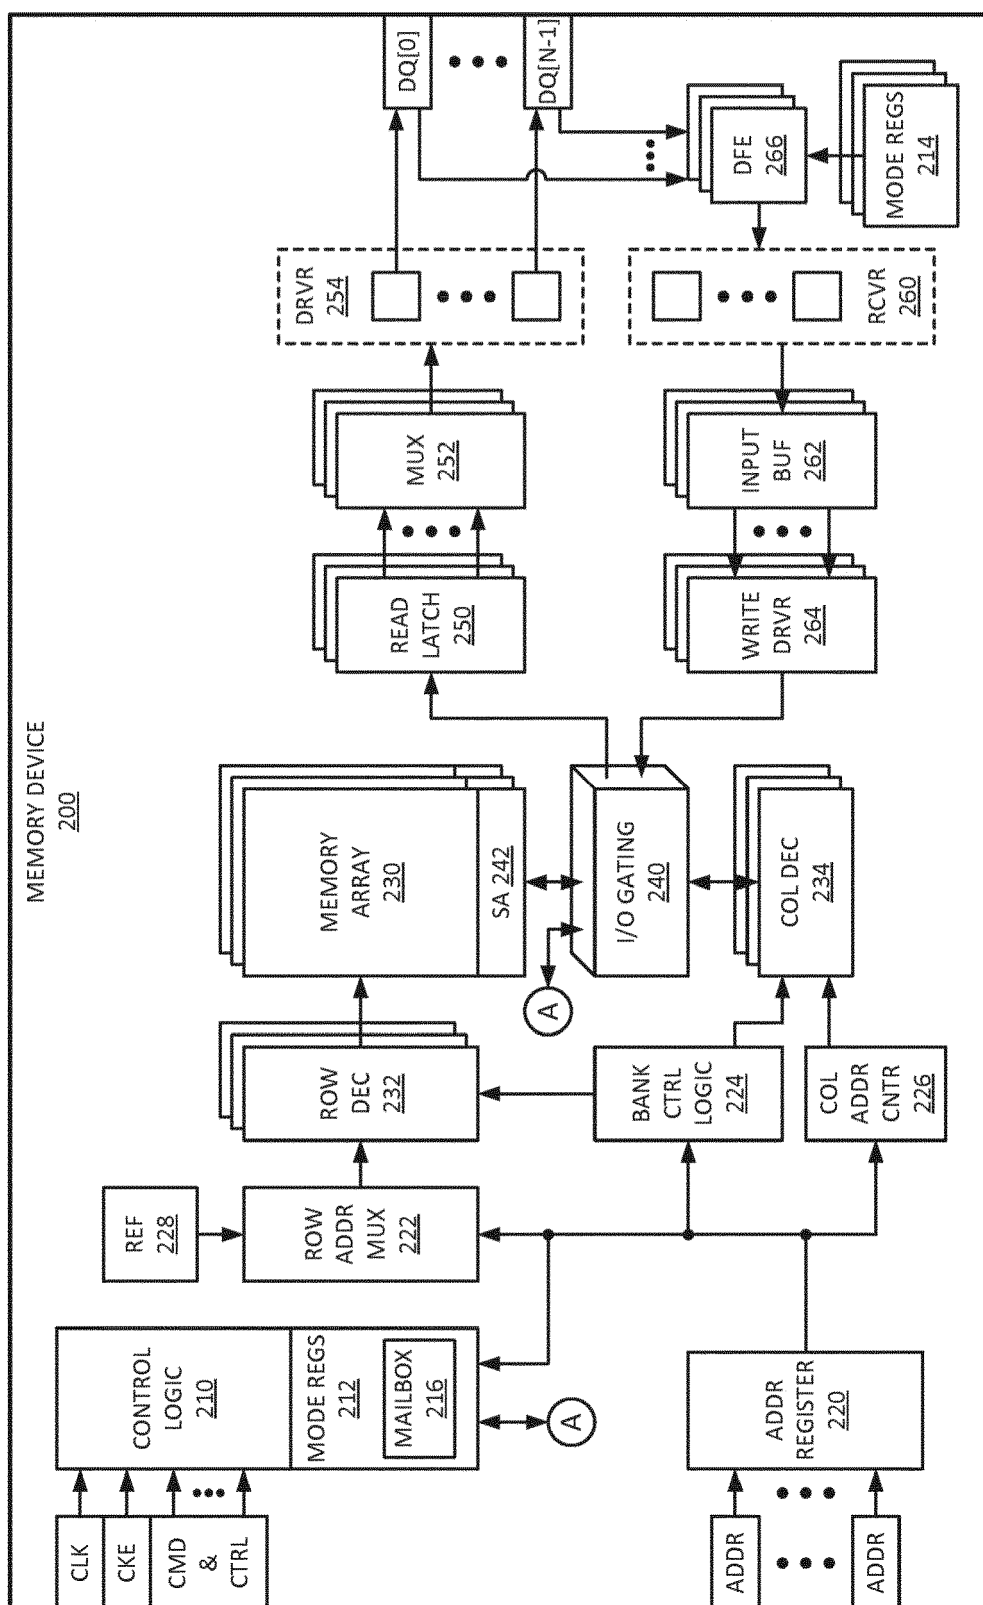 MEMORY DEVICE
200
CLK
CKE
CMD
&
CTRL
CONTROL
LOGIC
210
MODE REGS
212
MAILBOX
216
A
REF
228
ROW
ADDR
MUX
222
ROW
DEC
232
MEMORY
ARRAY
230
SA 242
A
I/O GATING
240
ADDR
ADDR
ADDR
REGISTER
220
BANK
CTRL
LOGIC
224
COL
ADDR
CNTR
226
COL DEC
234
READ
LATCH
250
MUX
252
DRVR
254
DQ[0]
DQ[N-1]
WRITE
DRVR
264
INPUT
BUF
262
RCVR
260
DFE
266
MODE REGS
214